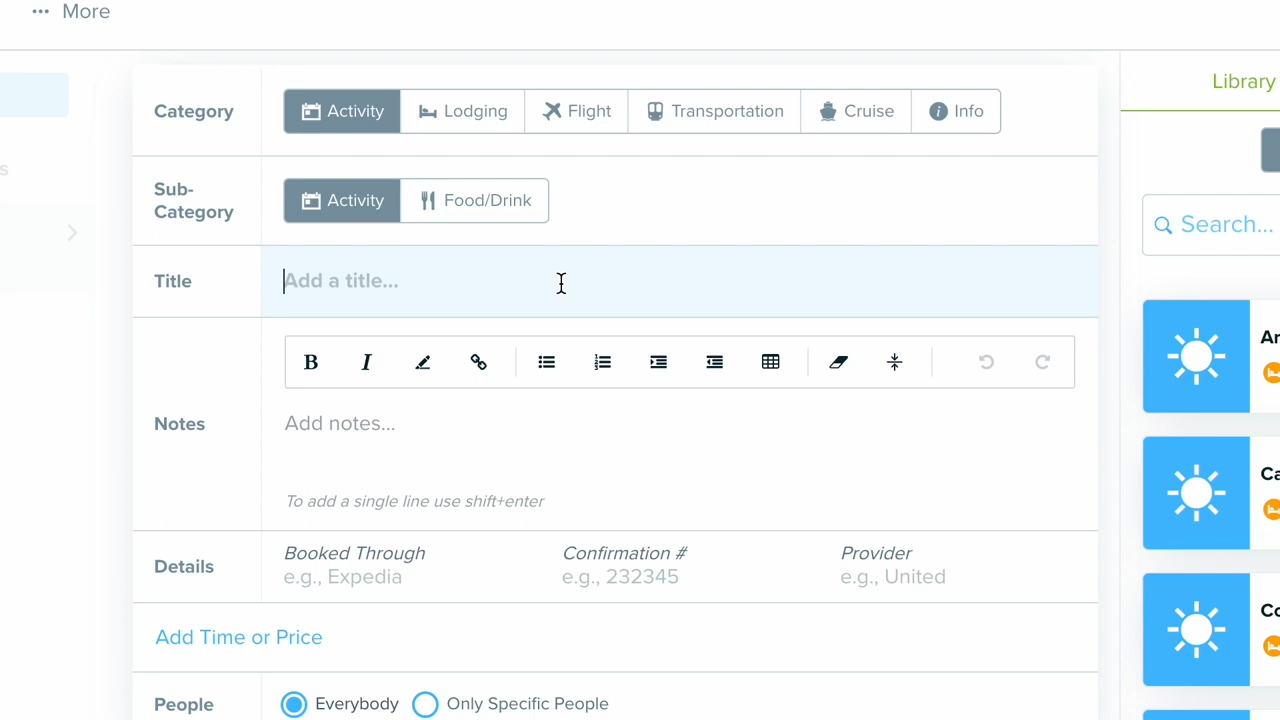 More
Library
Category
Activity
Lodging
Flight
Transportation
Cruise
Info
Sub-
Category
Activity
Food/Drink
Search...
Title
Add a title...
B I
Notes
Add notes...
To add a single line use shift+enter
Details
Booked Through
e.g., Expedia
Confirmation #
e.g., 232345
Provider
e.g., United
Add Time or Price
People
Everybody
Only Specific People